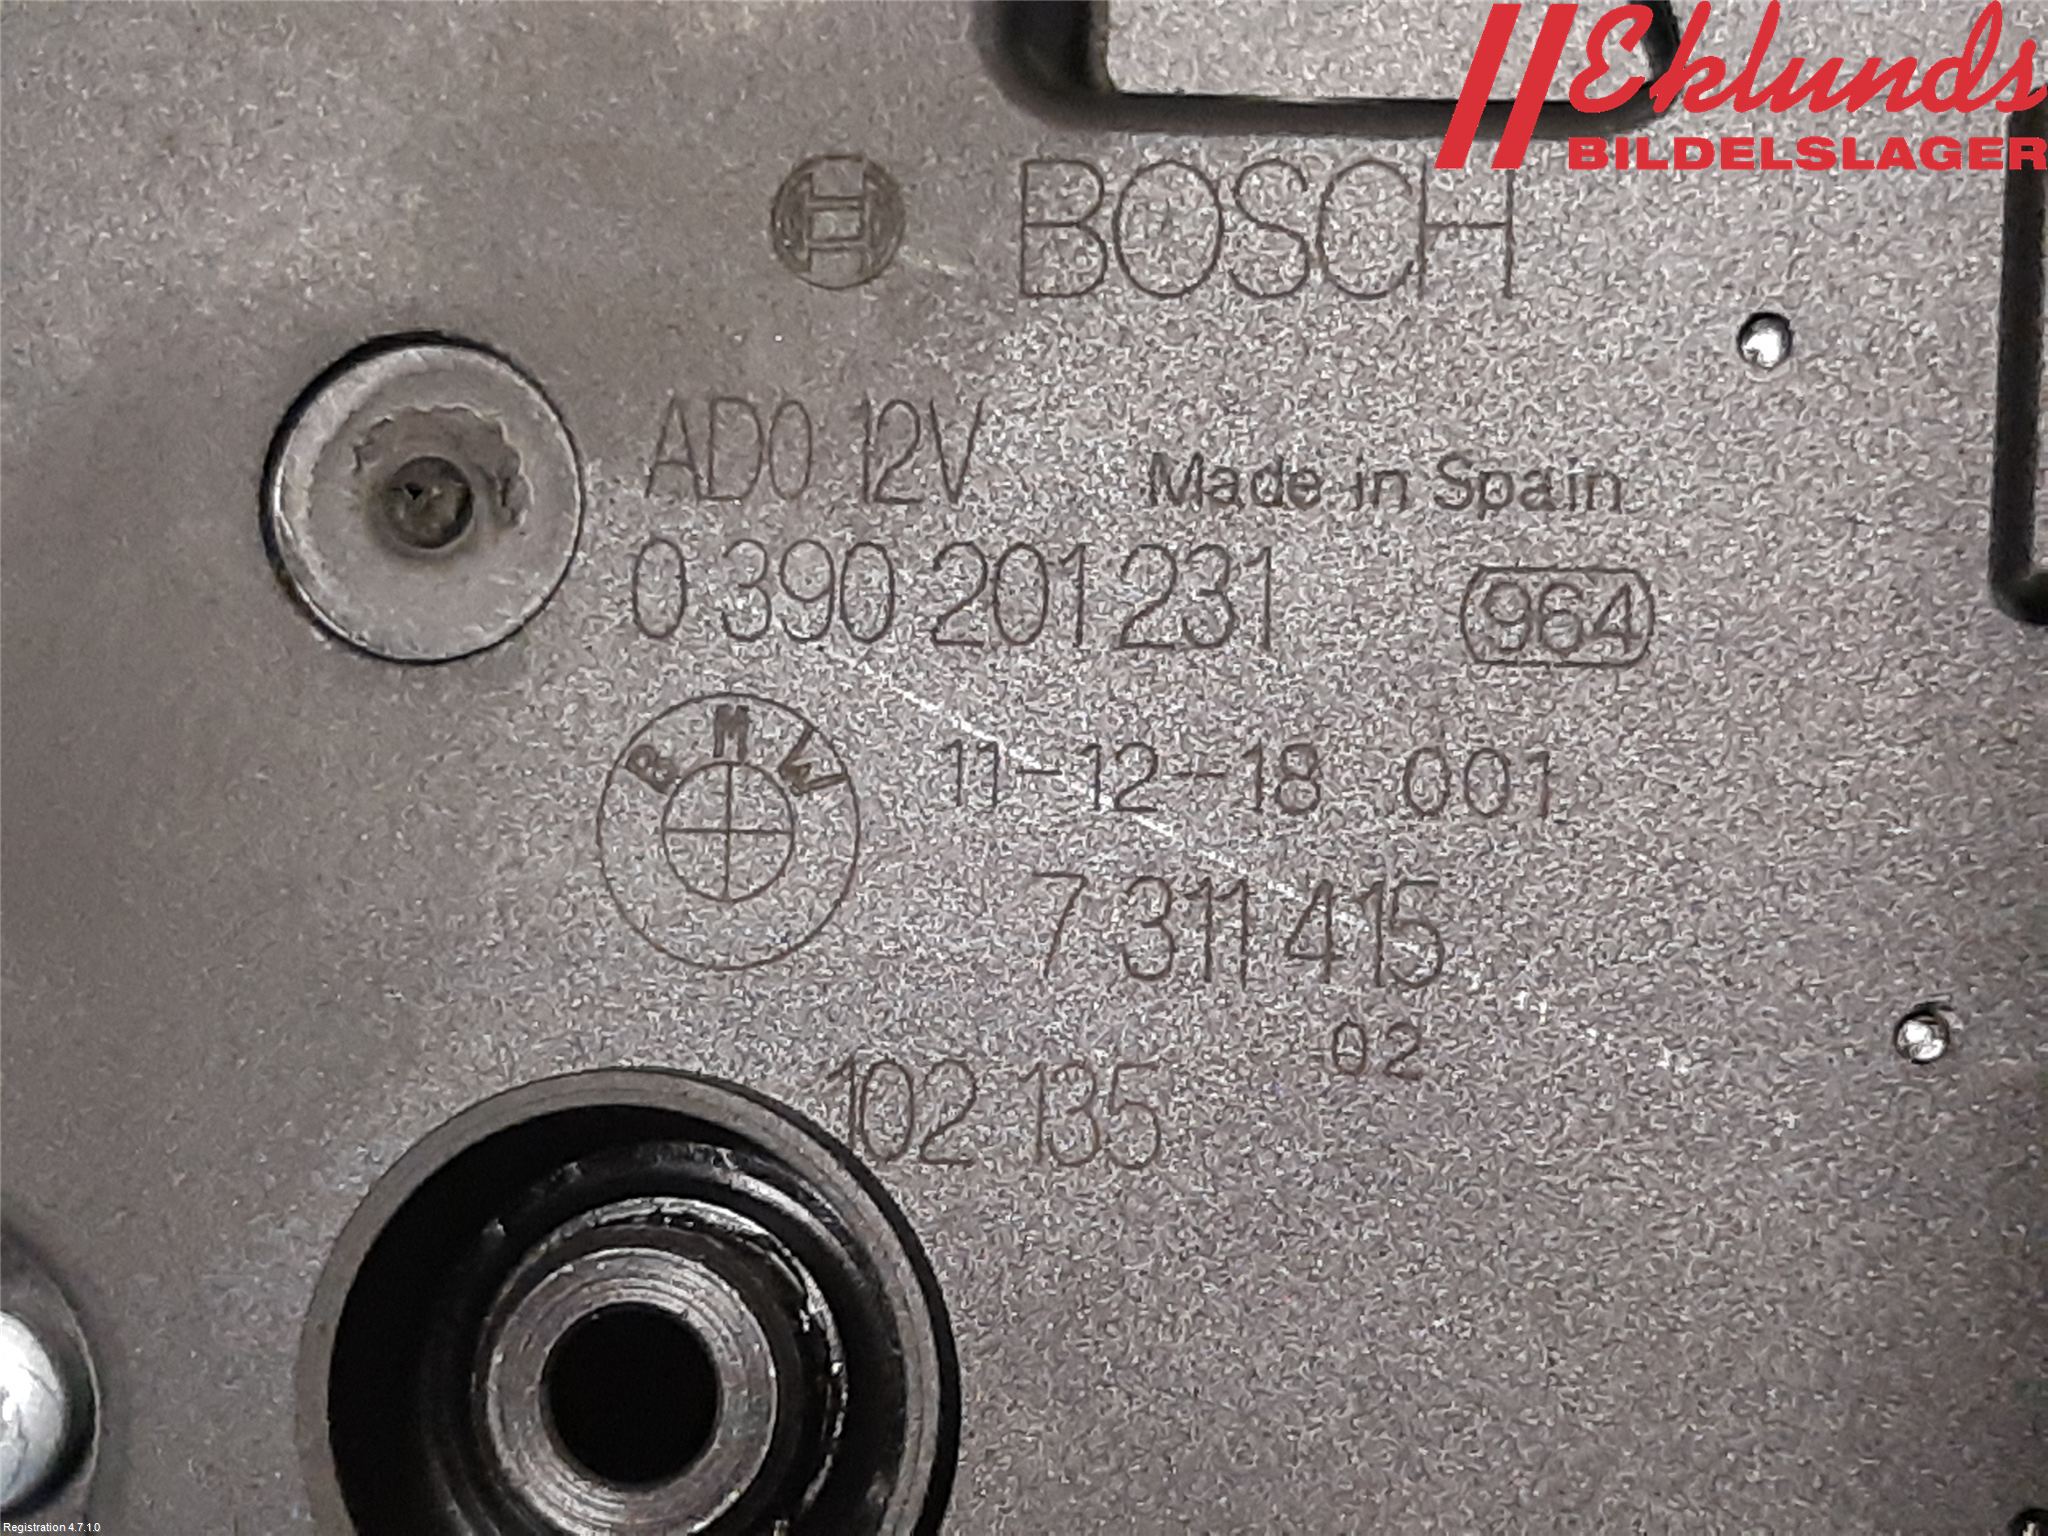 Eklunds
BILDELSLAGER
BOSCH
AD0 12V
Made in Spain
0 390 201 231
964
BMW
11-12-18 001
7 311 415
02
102 135
Registration 4.7.1.0